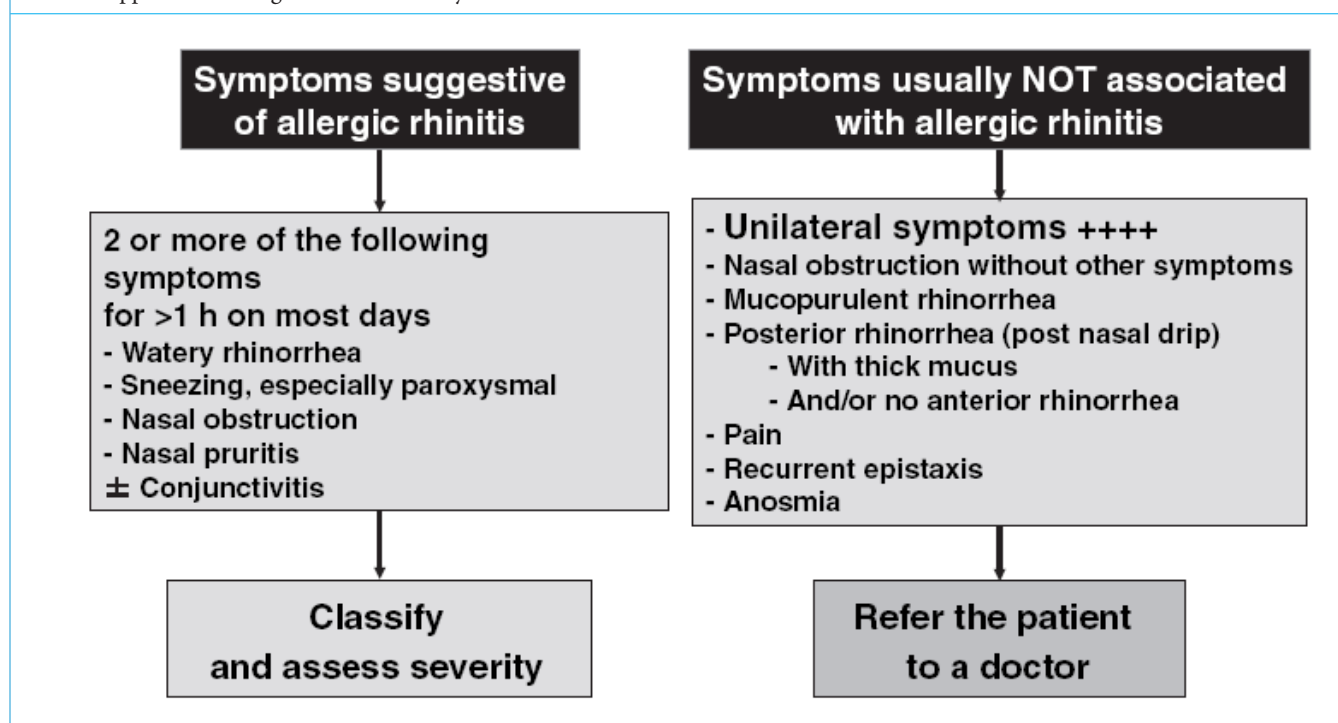 Symptoms suggestive
of allergic rhinitis
2 or more of the following
symptoms
for >1 h on most days
- Watery rhinorrhea
- Sneezing, especially paroxysmal
- Nasal obstruction
- Nasal pruritis
± Conjunctivitis
Classify
and assess severity
Symptoms usually NOT associated
with allergic rhinitis
- Unilateral symptoms ++++
- Nasal obstruction without other symptoms
- Mucopurulent rhinorrhea
- Posterior rhinorrhea (post nasal drip)
- With thick mucus
- And/or no anterior rhinorrhea
- Pain
- Recurrent epistaxis
- Anosmia
Refer the patient
to a doctor